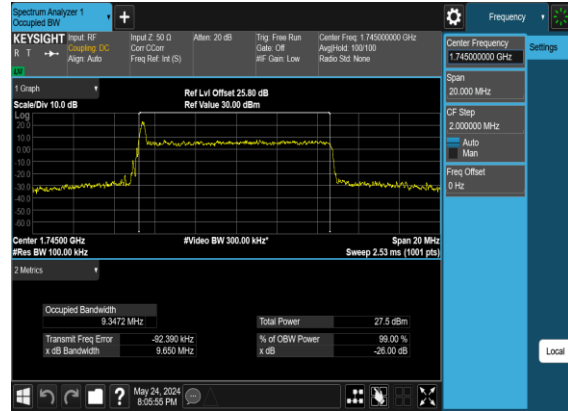 Spectrum Analyzer 1
Occupied BW
+
Frequency
KEYSIGHT
R T
LXI
Input: RF
Coupling: DC
Align: Auto
Input Z: 50 Ω
Corr CCorr
Freq Ref: Int (S)
Atten: 20 dB
Trig: Free Run
Gate: Off
#IF Gain: Low
Center Freq: 1.745000000 GHz
Avg|Hold: 100/100
Radio Std: None
Center Frequency
1.745000000 GHz
Settings
Span
20.000 MHz
CF Step
2.000000 MHz
Auto
Man
Freq Offset
0 Hz
Local
1 Graph
Scale/Div 10.0 dB
Ref Lvl Offset 25.80 dB
Ref Value 30.00 dBm
Log
20.0
10.0
0.00
-10.0
-20.0
-30.0
-40.0
-50.0
-60.0
Center 1.74500 GHz
#Res BW 100.00 kHz
#Video BW 300.00 kHz*
Span 20 MHz
Sweep 2.53 ms (1001 pts)
2 Metrics
Occupied Bandwidth
9.3472 MHz
Total Power 27.5 dBm
Transmit Freq Error -92.390 kHz
% of OBW Power 99.00 %
x dB Bandwidth 9.650 MHz
x dB -26.00 dB
?
May 24, 2024
8:05:55 PM